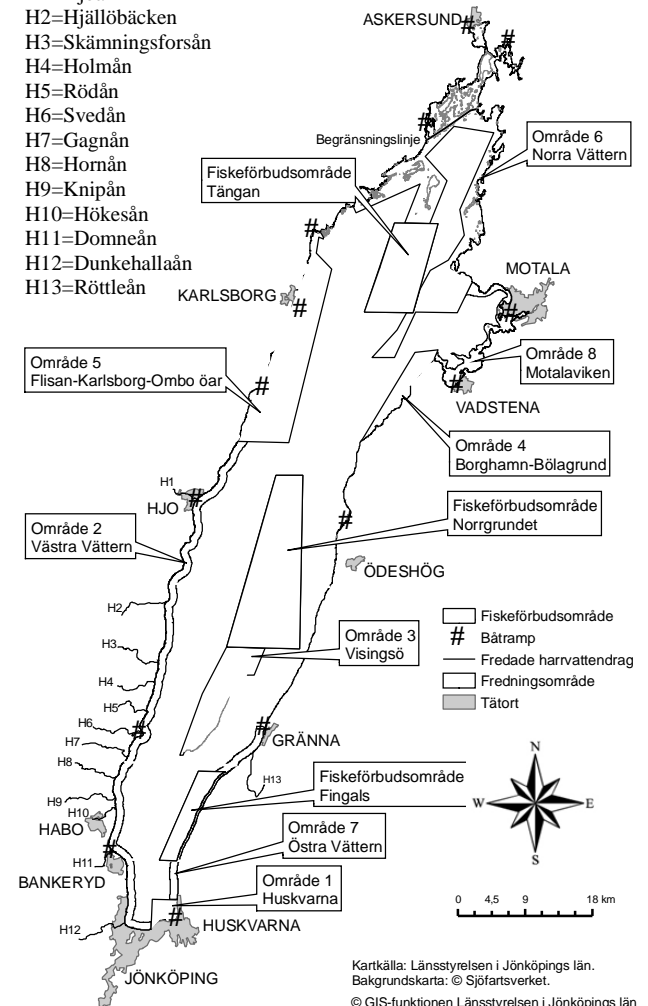 H2=Hjällöbäcken
H3=Skämningsforsån
H4=Holmån
H5=Rödån
H6=Svedån
H7=Gagnån
H8=Hornån
H9=Knipån
H10=Hökesån
H11=Domneån
H12=Dunkehallaån
H13=Röttleån
ASKERSUND
Begränsningslinje
Område 6
Norra Vättern
Fiskeförbudsområde
Tängan
MOTALA
KARLSBORG
Område 8
Motalaviken
Område 5
Flisan-Karlsborg-Ombo öar
VADSTENA
Område 4
Borghamn-Bölagrund
H1
HJO
Fiskeförbudsområde
Norrgrundet
Område 2
Västra Vättern
ÖDESHÖG
H2
Fiskeförbudsområde
# Båtramp
Fredade harrvattendrag
Fredningsområde
Tätort
Område 3
Visingsö
H3
H4
H5
H6
H7
H8
GRÄNNA
H13
Fiskeförbudsområde
Fingals
N
W
E
S
H9
H10
HABO
Område 7
Östra Vättern
H11
BANKERYD
Område 1
Huskvarna
H12
HUSKVARNA
JÖNKÖPING
0 4,5 9 18 km
Kartkälla: Länsstyrelsen i Jönköpings län.
Bakgrundskarta: © Sjöfartsverket.
© GIS-funktionen Länsstyrelsen i Jönköpings län